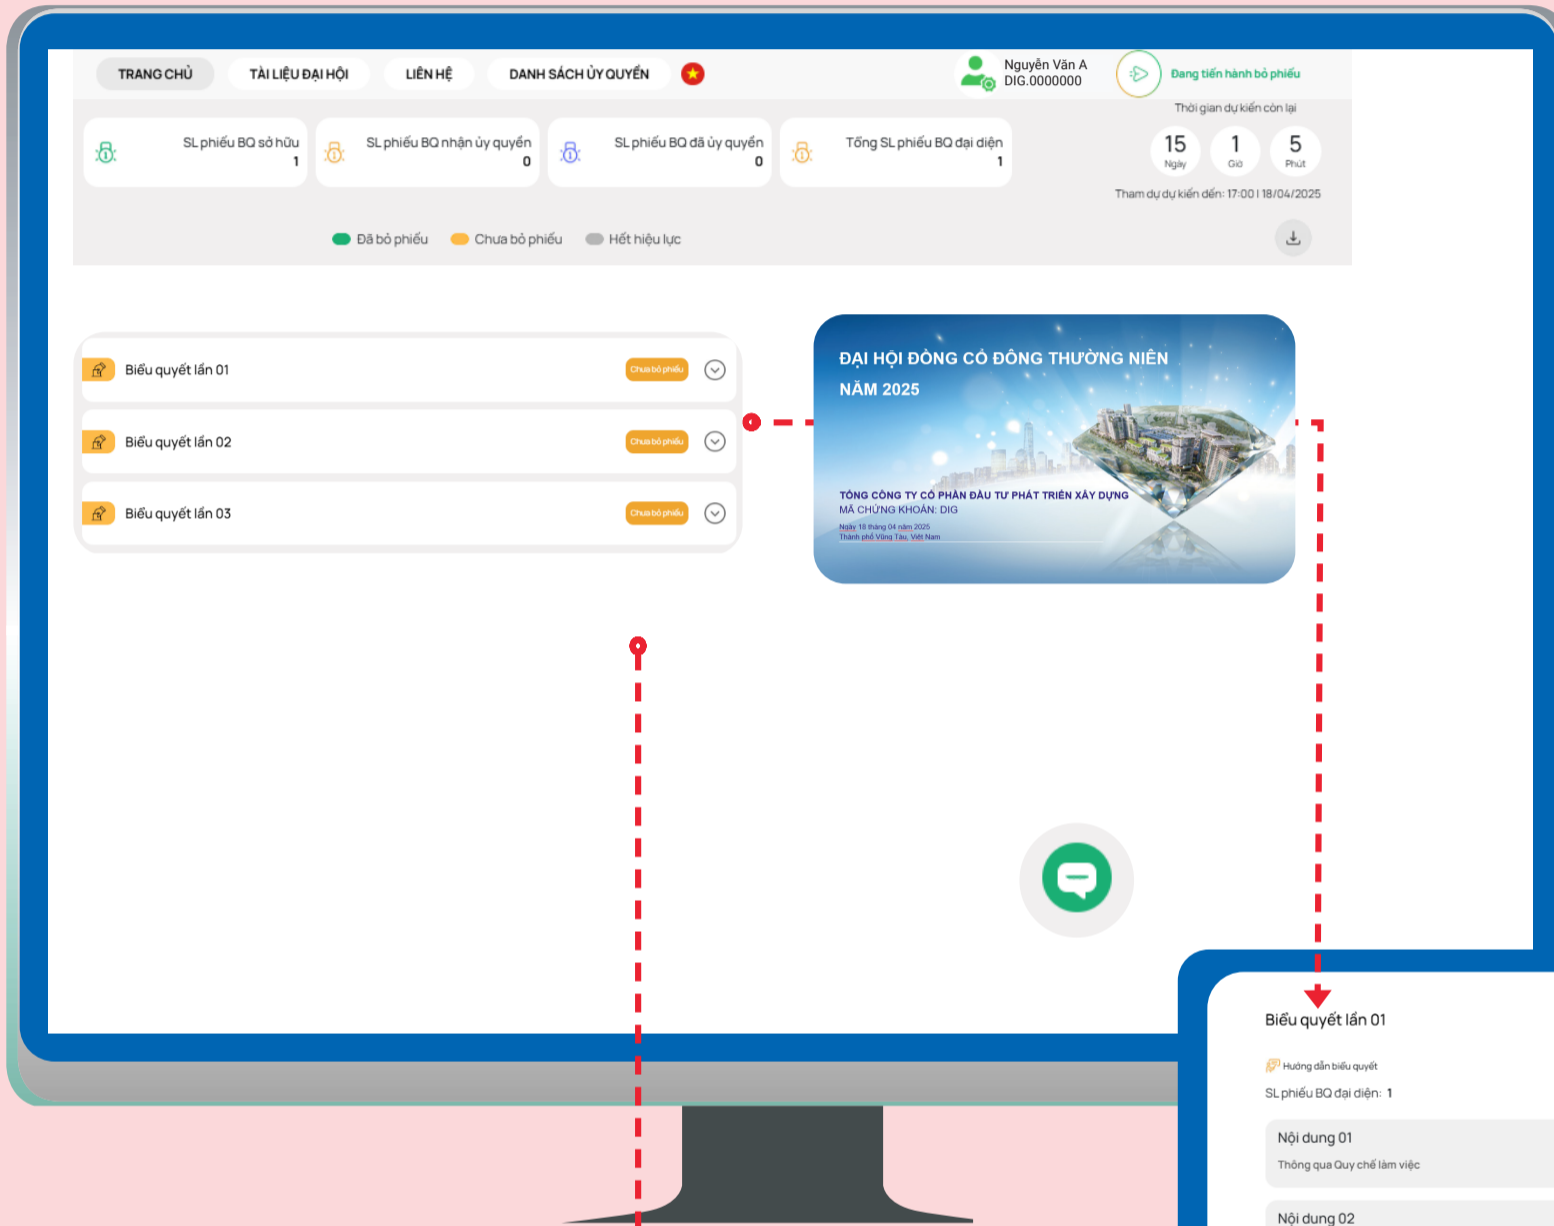 TRANG CHỦ
TÀI LIỆU ĐẠI HỘI
LIÊN HỆ
DANH SÁCH ỦY QUYỀN
Nguyễn Văn A
DIG.0000000
Đang tiến hành bỏ phiếu
Thời gian dự kiến còn lại
15
Ngày
1
Giờ
5
Phút
Tham dự dự kiến đến: 17:00 | 18/04/2025
SL phiếu BQ sở hữu
1
SL phiếu BQ nhận ủy quyền
0
SL phiếu BQ đã ủy quyền
0
Tổng SL phiếu BQ đại diện
1
Đã bỏ phiếu
Chưa bỏ phiếu
Hết hiệu lực
Biểu quyết lần 01
Chưa bỏ phiếu
Biểu quyết lần 02
Chưa bỏ phiếu
Biểu quyết lần 03
Chưa bỏ phiếu
ĐẠI HỘI ĐỒNG CỔ ĐÔNG THƯỜNG NIÊN
NĂM 2025
TỔNG CÔNG TY CỔ PHẦN ĐẦU TƯ PHÁT TRIỂN XÂY DỰNG
MÃ CHỨNG KHOÁN: DIG
Ngày 18 tháng 04 năm 2025
Thành phố Vũng Tàu, Việt Nam
Biểu quyết lần 01
Hướng dẫn biểu quyết
SL phiếu BQ đại diện: 1
Nội dung 01
Thông qua Quy chế làm việc
Nội dung 02